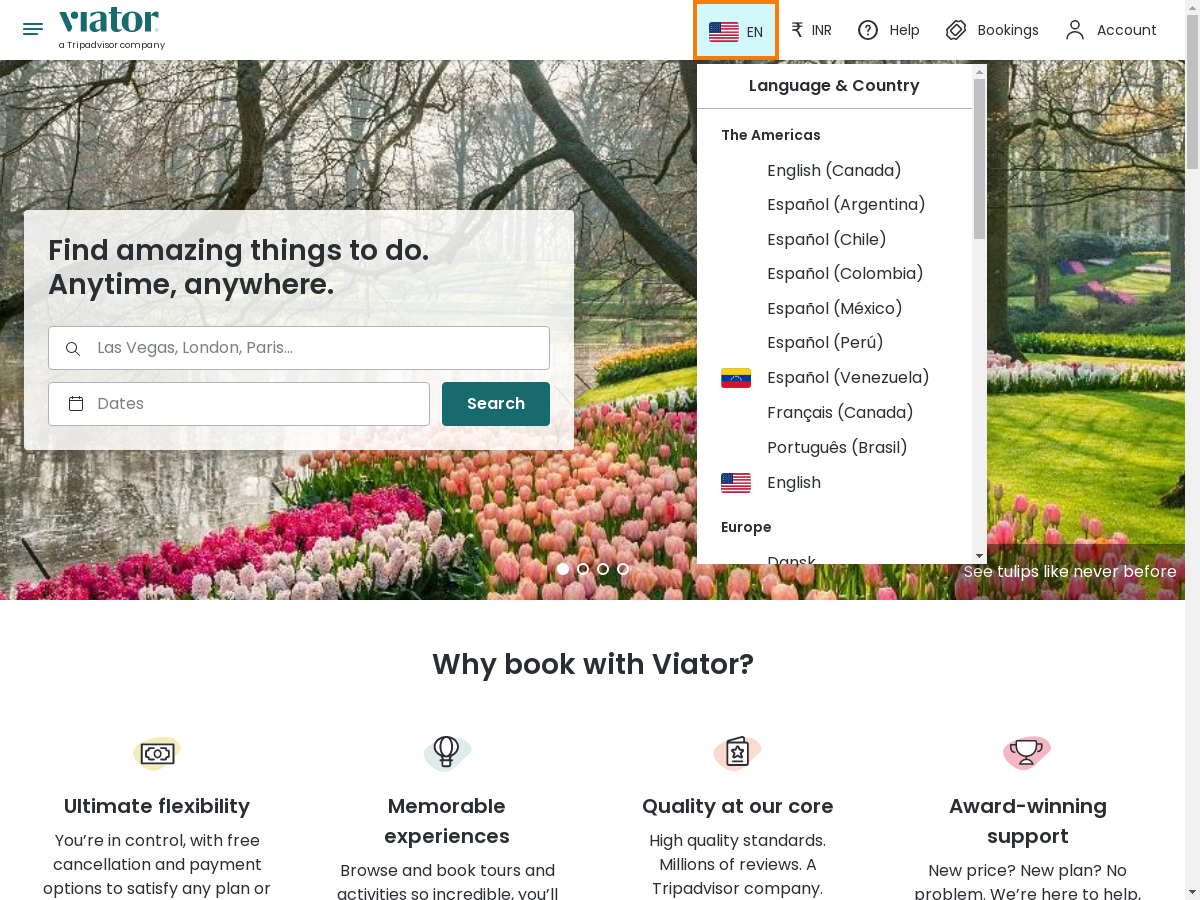 viator
a Tripadvisor company
EN
₹ INR
Help
Bookings
Account
Language & Country
The Americas
English (Canada)
Español (Argentina)
Español (Chile)
Español (Colombia)
Español (México)
Español (Perú)
Español (Venezuela)
Français (Canada)
Português (Brasil)
English
Europe
Dansk
Find amazing things to do.
Anytime, anywhere.
Las Vegas, London, Paris...
Dates
Search
See tulips like never before
Why book with Viator?
Ultimate flexibility
You’re in control, with free
cancellation and payment
options to satisfy any plan or
Memorable
experiences
Browse and book tours and
activities so incredible, you’ll
Quality at our core
High quality standards.
Millions of reviews. A
Tripadvisor company.
Award-winning
support
New price? New plan? No
problem. We’re here to help,